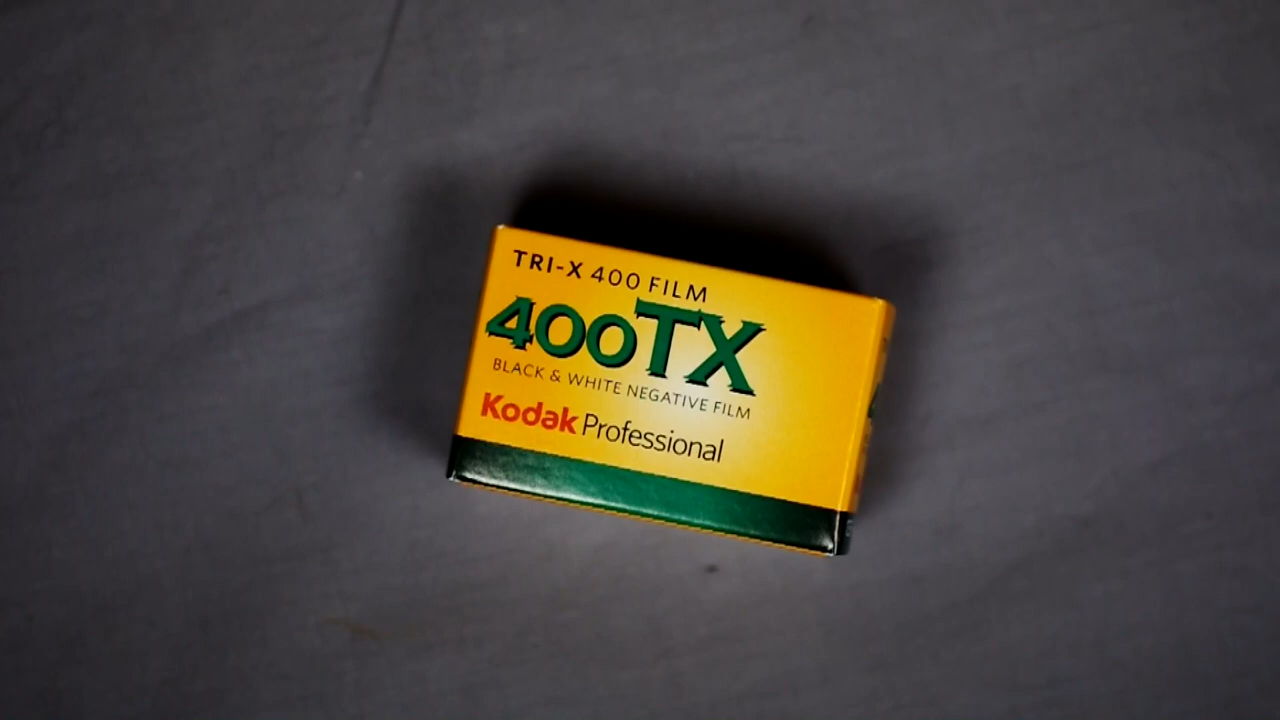 TRI-X 400 FILM
400TX
BLACK & WHITE NEGATIVE FILM
Kodak Professional